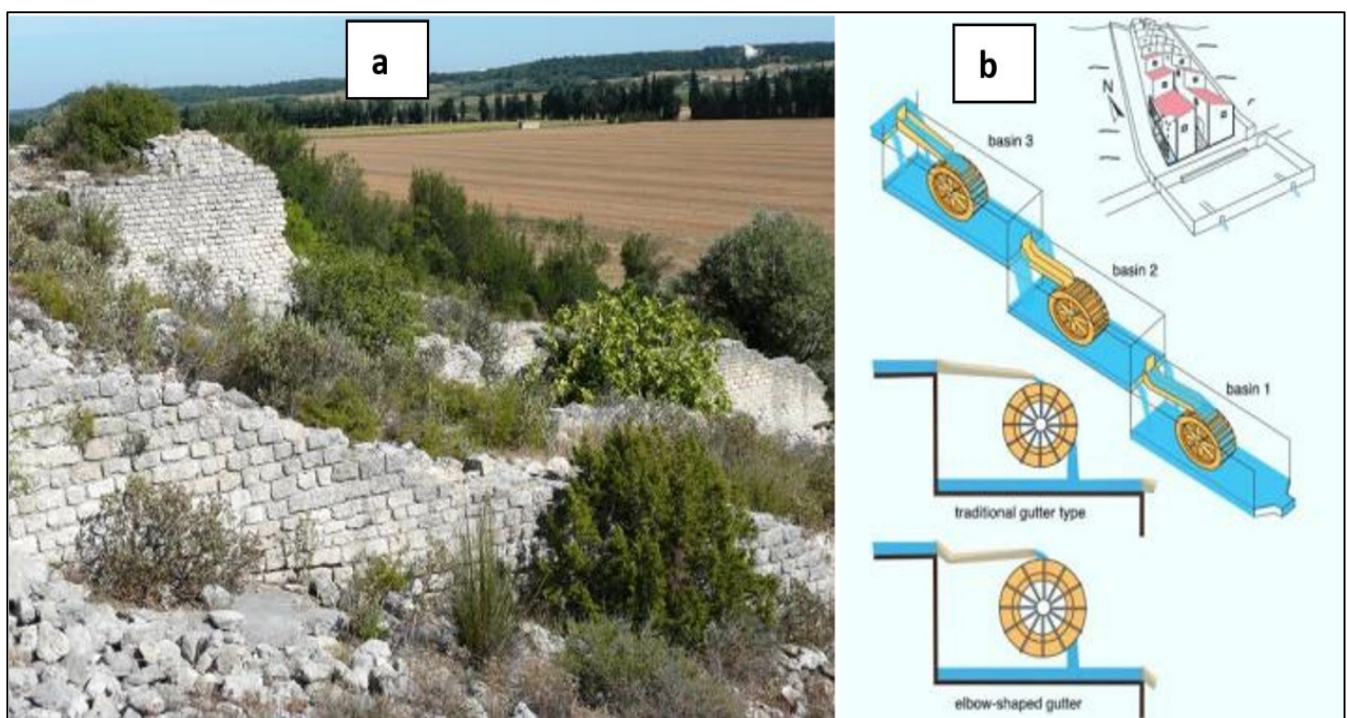 a
b
N
basin 3
basin 2
basin 1
traditional gutter type
elbow-shaped gutter